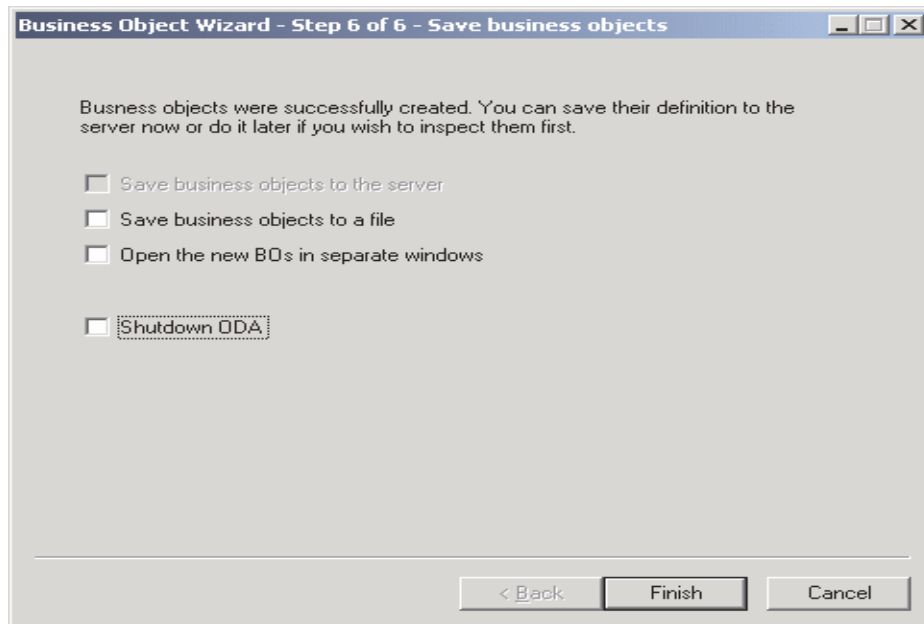 Business Object Wizard - Step 6 of 6 - Save business objects
Busness objects were successfully created. You can save their definition to the
server now or do it later if you wish to inspect them first.
Save business objects to the server
Save business objects to a file
Open the new BOs in separate windows
Shutdown ODA
< Back
Finish
Cancel